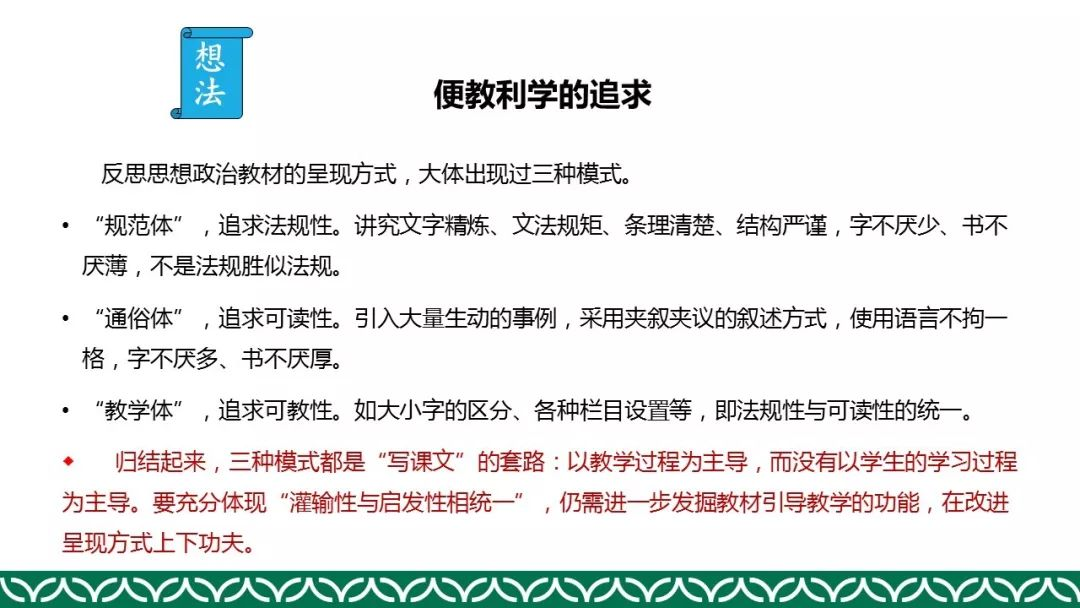 想
法
便教利学的追求
反思思想政治教材的呈现方式，大体出现过三种模式。
• “规范体”，追求法规性。讲究文字精炼、文法规矩、条理清楚、结构严谨，字不厌少、书不
厌薄，不是法规胜似法规。
• “通俗体”，追求可读性。引入大量生动的事例，采用夹叙夹议的叙述方式，使用语言不拘一
格，字不厌多、书不厌厚。
• “教学体”，追求可教性。如大小字的区分、各种栏目设置等，即法规性与可读性的统一。
归结起来，三种模式都是“写课文”的套路：以教学过程为主导，而没有以学生的学习过程
为主导。要充分体现“灌输性与启发性相统一”，仍需进一步发掘教材引导教学的功能，在改进
呈现方式上下功夫。